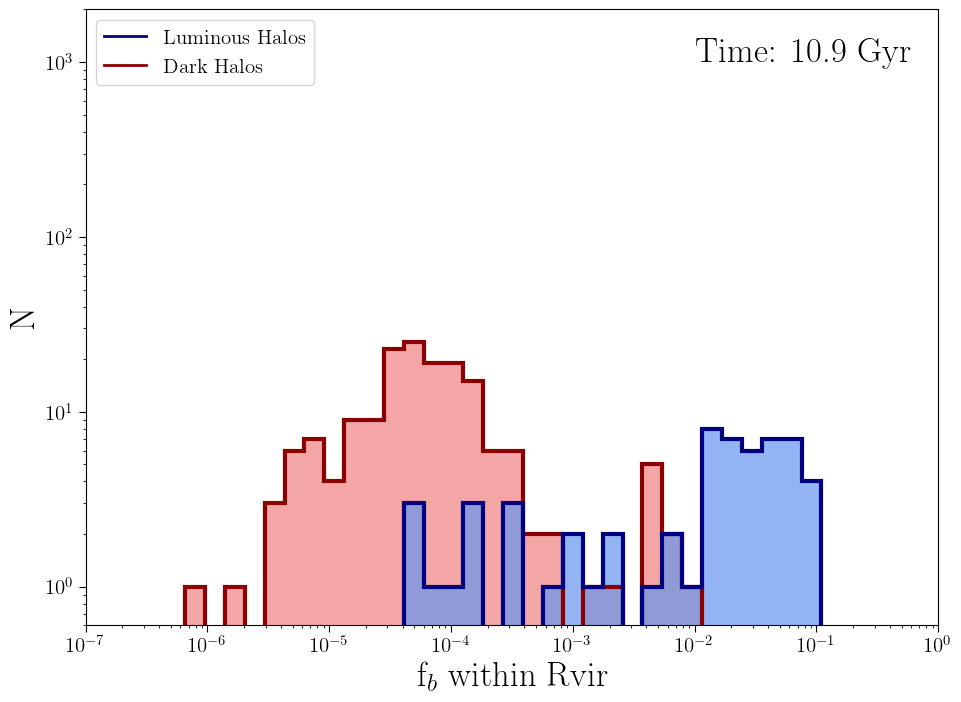 Luminous Halos
Dark Halos
Time: 10.9 Gyr
10³
10²
10¹
10⁰
N
10⁻⁷ 10⁻⁶ 10⁻⁵ 10⁻⁴ 10⁻³ 10⁻² 10⁻¹ 10⁰
f_b within Rvir